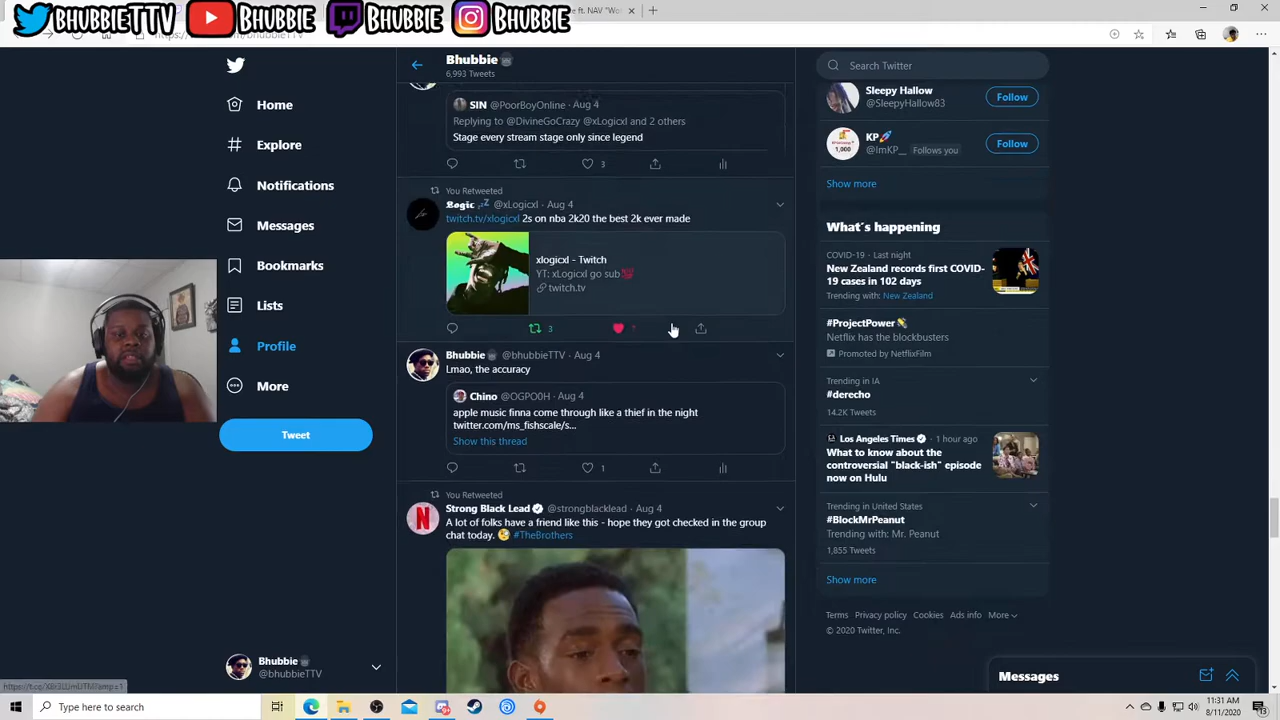 BHUBBIETTV
BHUBBIE
BHUBBIE
BHUBBIE
e ft. NAV "Wo
Bhubbie
6,993 Tweets
Search Twitter
Home
Explore
Notifications
Messages
Bookmarks
Lists
Profile
More
Tweet
Bhubbie
@bhubbieTTV
SIN @PoorBoyOnline · Aug 4
Replying to @DivineGoCrazy @xLogicxl and 2 others
Stage every stream stage only since legend
3
You Retweeted
Logic zZ @xLogicxl · Aug 4
twitch.tv/xlogicxl 2s on nba 2k20 the best 2k ever made
xlogicxl - Twitch
YT: xLogicxl go sub
twitch.tv
3
Bhubbie @bhubbieTTV · Aug 4
Lmao, the accuracy
Chino @OGPO0H · Aug 4
apple music finna come through like a thief in the night
twitter.com/ms_fishscale/s...
Show this thread
1
You Retweeted
Strong Black Lead @strongblacklead · Aug 4
A lot of folks have a friend like this - hope they got checked in the group
chat today. #TheBrothers
Sleepy Hallow
@SleepyHallow83
Follow
KP
@ImKP__ Follows you
Follow
Show more
What's happening
COVID-19 · Last night
New Zealand records first COVID-
19 cases in 102 days
Trending with: New Zealand
#ProjectPower
Netflix has the blockbusters
Promoted by NetflixFilm
Trending in IA
#derecho
14.2K Tweets
Los Angeles Times · 1 hour ago
What to know about the
controversial "black-ish" episode
now on Hulu
Trending in United States
#BlockMrPeanut
Trending with: Mr. Peanut
1,855 Tweets
Show more
Terms Privacy policy Cookies Ads info More
© 2020 Twitter, Inc.
Messages
Type here to search
11:31 AM
8/11/2020